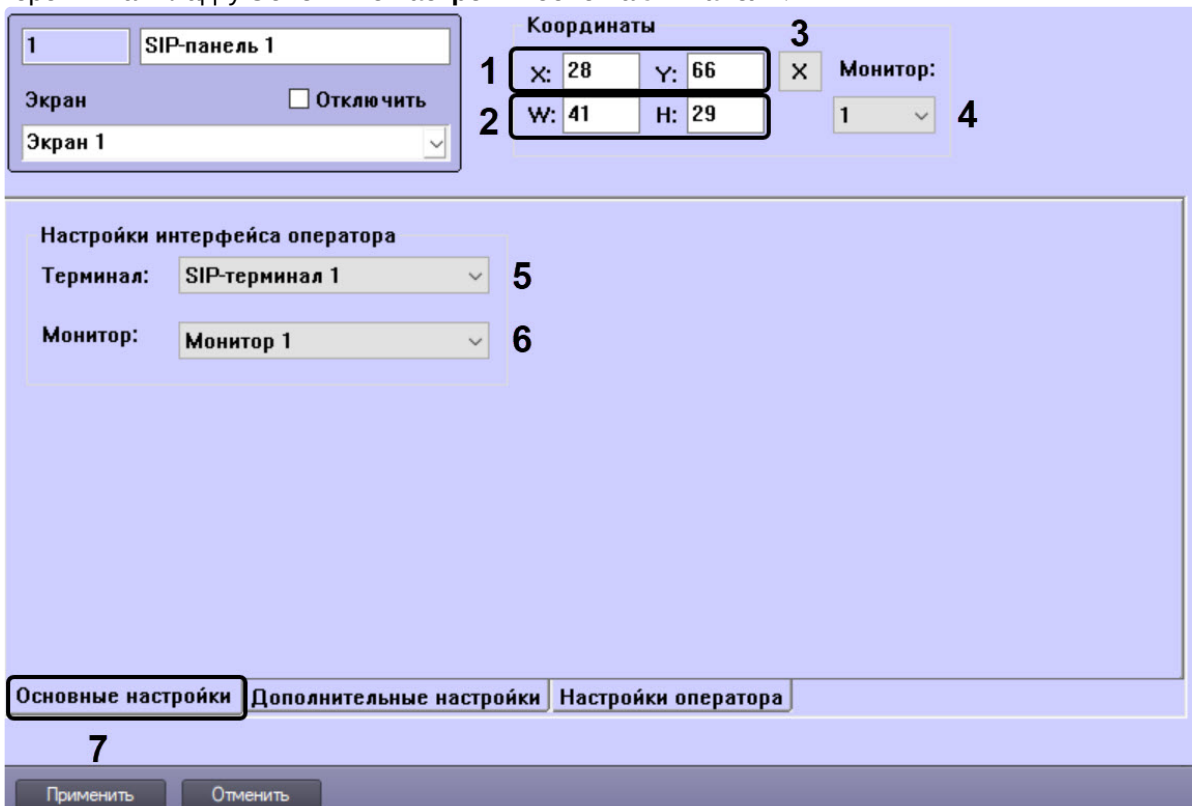 1 SIP-панель 1
Экран Отключить
Экран 1
Координаты
3
1 X: 28 Y: 66 X Монитор:
2 W: 41 H: 29 1 4
Настройки интерфейса оператора
Терминал: SIP-терминал 1 5
Монитор: Монитор 1 6
Основные настройки Дополнительные настройки Настройки оператора
7
Применить Отменить